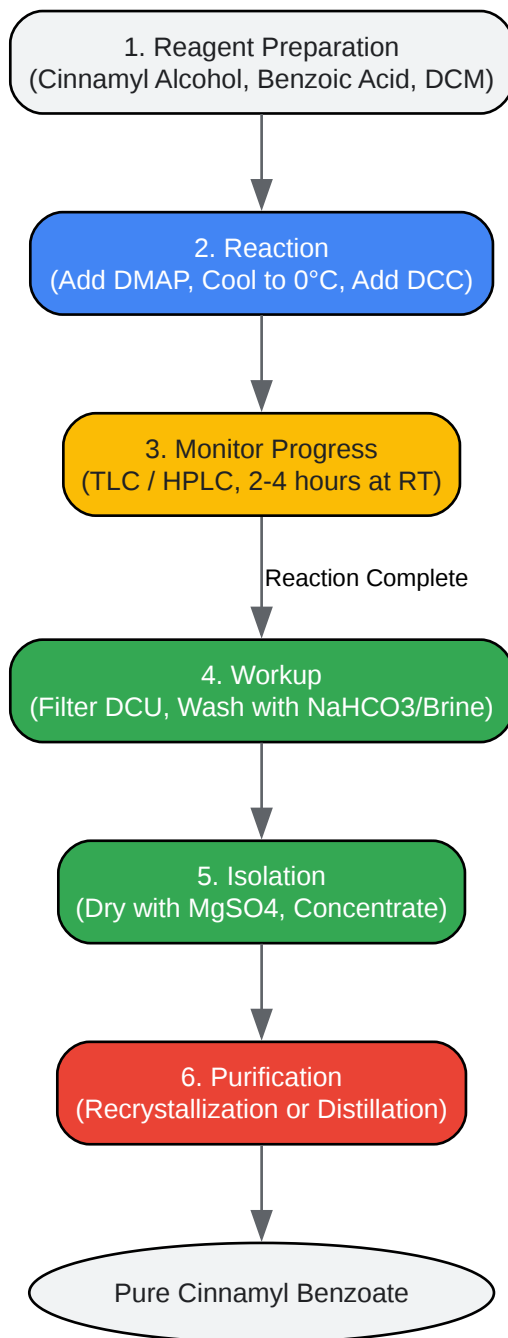 1. Reagent Preparation
(Cinnamyl Alcohol, Benzoic Acid, DCM)
2. Reaction
(Add DMAP, Cool to 0°C, Add DCC)
3. Monitor Progress
(TLC / HPLC, 2-4 hours at RT)
Reaction Complete
4. Workup
(Filter DCU, Wash with NaHCO3/Brine)
5. Isolation
(Dry with MgSO4, Concentrate)
6. Purification
(Recrystallization or Distillation)
Pure Cinnamyl Benzoate